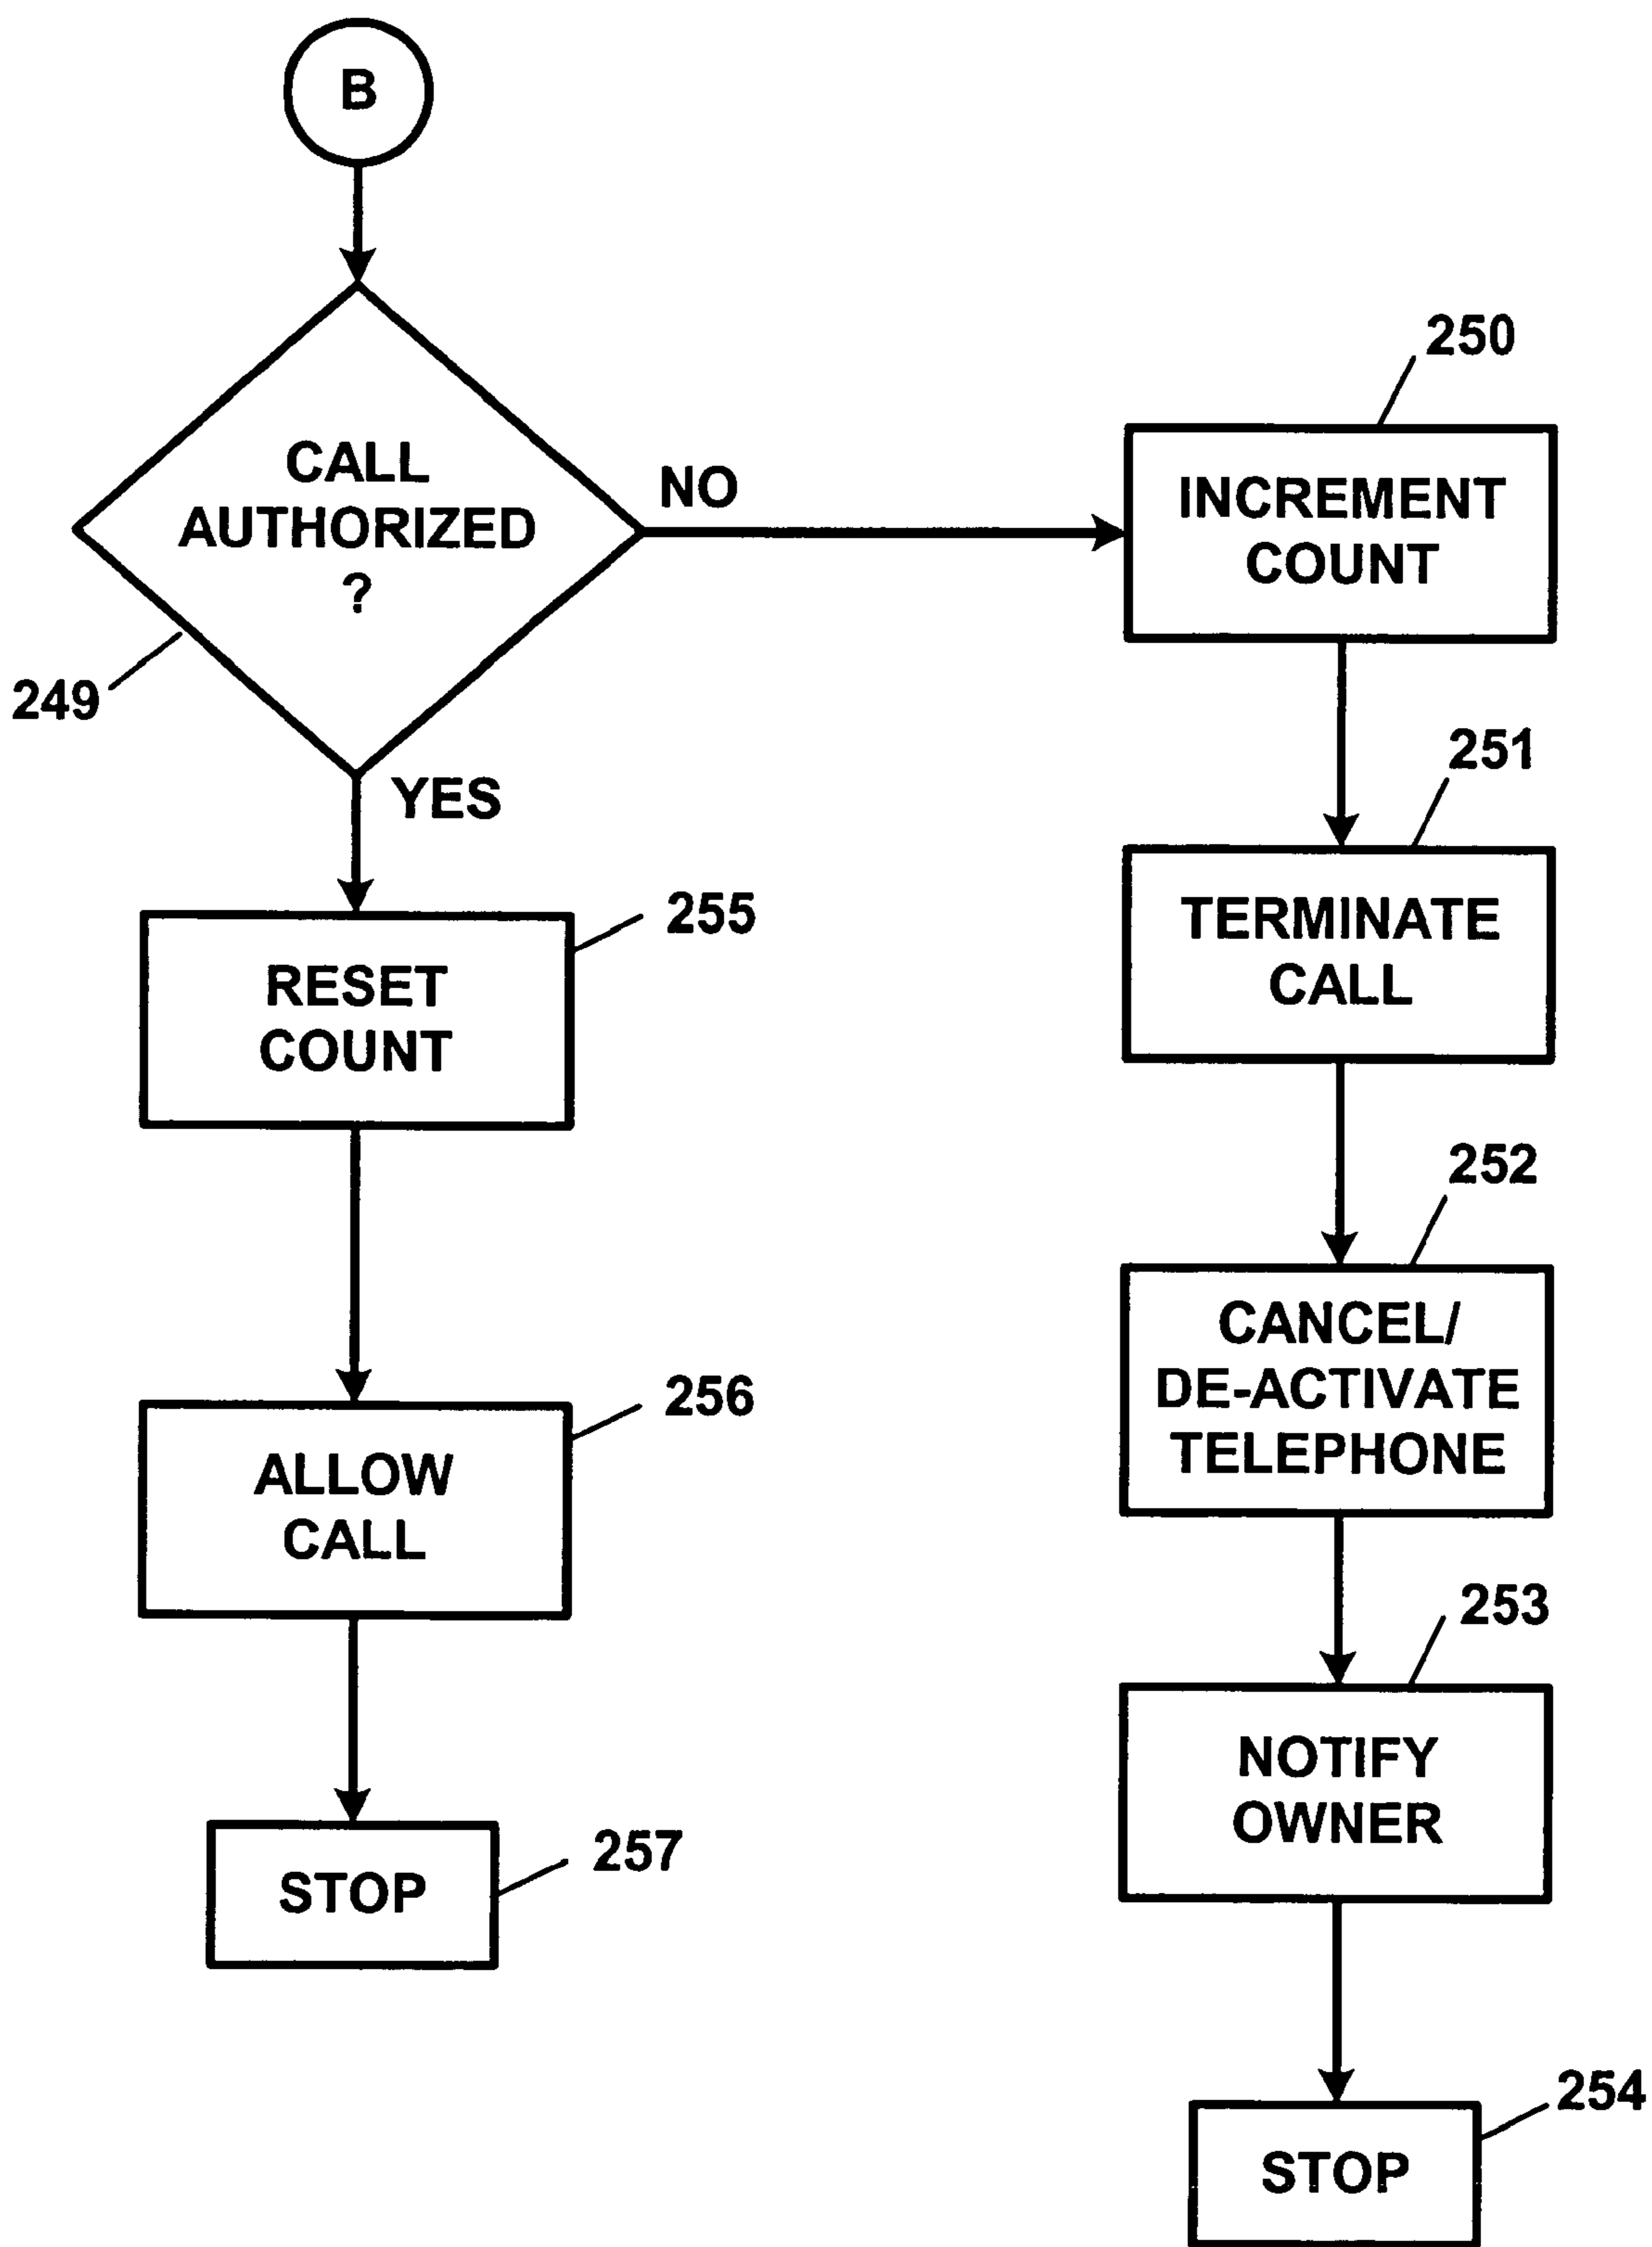 B
CALL
AUTHORIZED
?
249
NO
YES
255
RESET
COUNT
256
ALLOW
CALL
257
STOP
250
INCREMENT
COUNT
251
TERMINATE
CALL
252
CANCEL/
DE-ACTIVATE
TELEPHONE
253
NOTIFY
OWNER
254
STOP